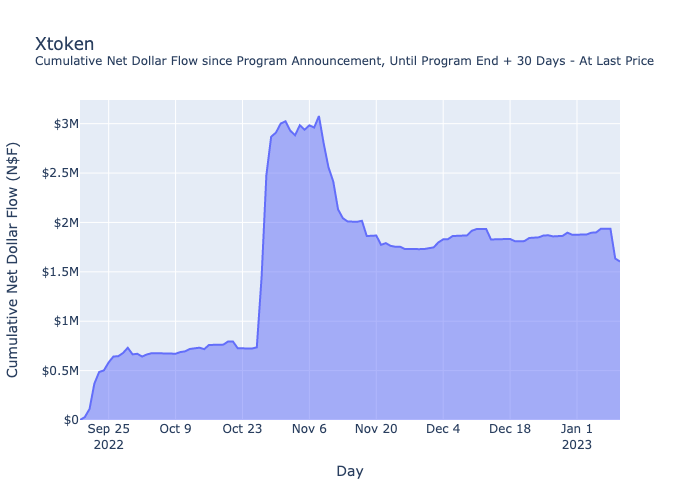 Xtoken
Cumulative Net Dollar Flow since Program Announcement, Until Program End + 30 Days - At Last Price
Cumulative Net Dollar Flow (N$F)
$3M
$2.5M
$2M
$1.5M
$1M
$0.5M
$0
Sep 25 Oct 9 Oct 23 Nov 6 Nov 20 Dec 4 Dec 18 Jan 1
2022 2023
Day